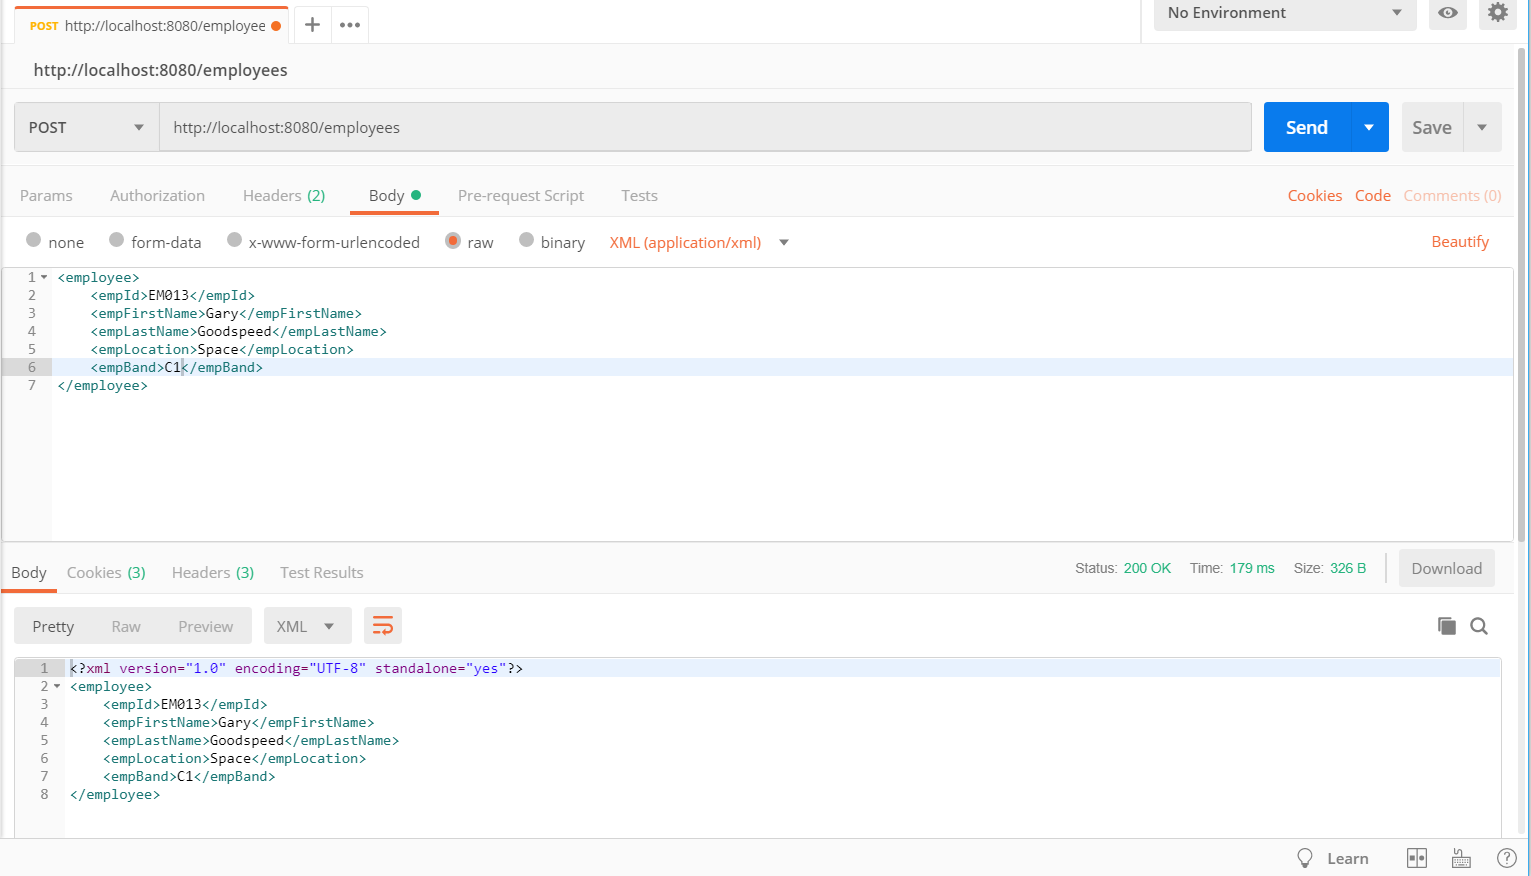 POST http://localhost:8080/employee
No Environment
http://localhost:8080/employees
POST http://localhost:8080/employees Send Save
Params Authorization Headers (2) Body Pre-request Script Tests Cookies Code Comments (0)
none form-data x-www-form-urlencoded raw binary XML (application/xml) Beautify
1 <employee>
2 <empId>EM013</empId>
3 <empFirstName>Gary</empFirstName>
4 <empLastName>Goodspeed</empLastName>
5 <empLocation>Space</empLocation>
6 <empBand>C1</empBand>
7 </employee>
Body Cookies (3) Headers (3) Test Results Status: 200 OK Time: 179 ms Size: 326 B Download
Pretty Raw Preview XML
1 <?xml version="1.0" encoding="UTF-8" standalone="yes"?>
2 <employee>
3 <empId>EM013</empId>
4 <empFirstName>Gary</empFirstName>
5 <empLastName>Goodspeed</empLastName>
6 <empLocation>Space</empLocation>
7 <empBand>C1</empBand>
8 </employee>
Learn